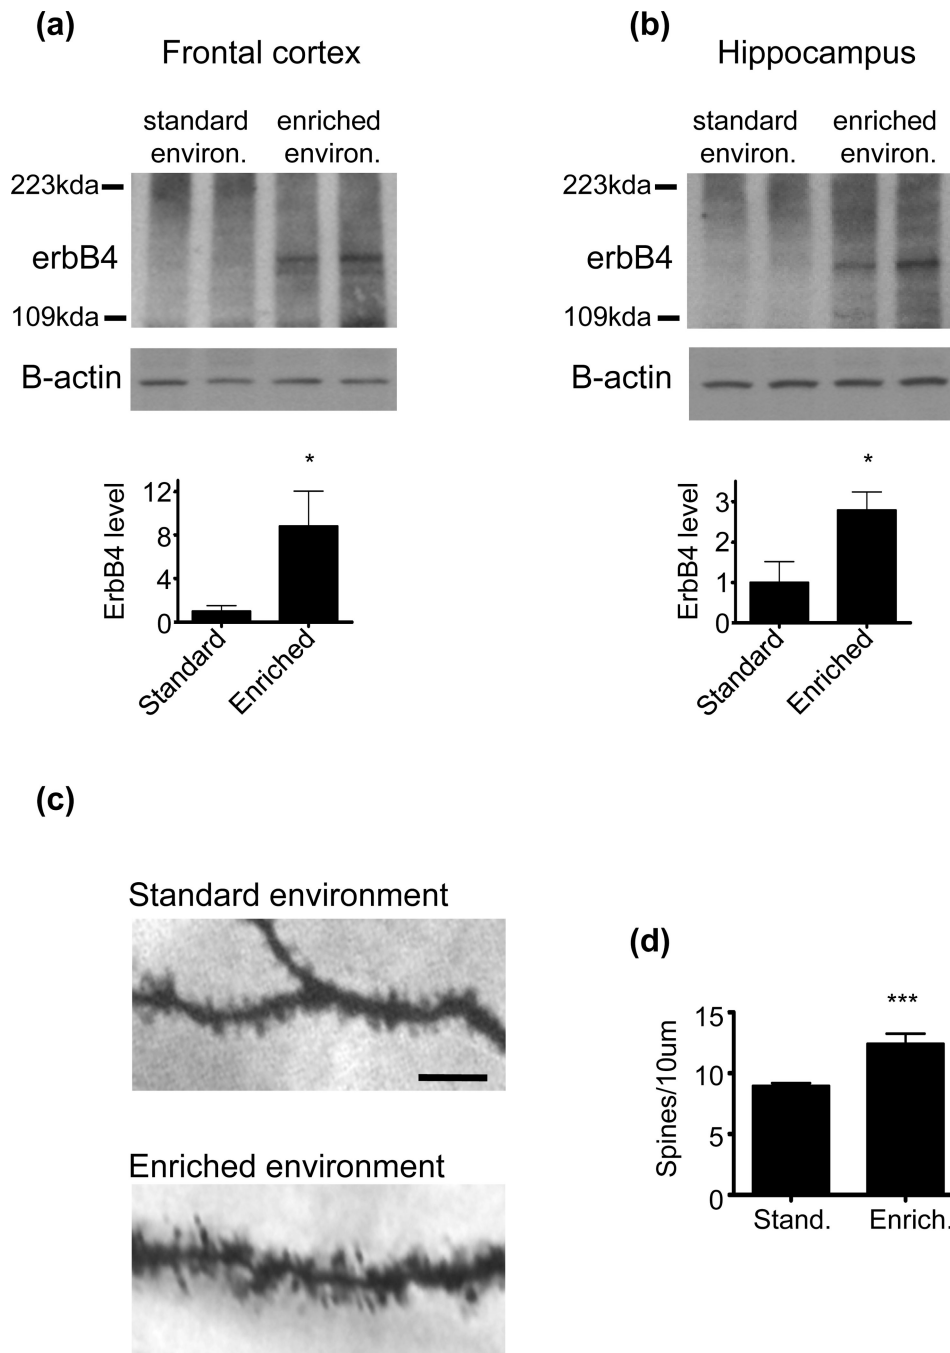 (a)
Frontal cortex
standard
environ.
enriched
environ.
223kda
erbB4
109kda
B-actin
*
ErbB4 level
12
8
4
0
Standard
Enriched
(b)
Hippocampus
standard
environ.
enriched
environ.
223kda
erbB4
109kda
B-actin
*
ErbB4 level
3
2
1
0
Standard
Enriched
(c)
Standard environment
Enriched environment
(d)
***
Spines/10um
15
10
5
0
Stand.
Enrich.